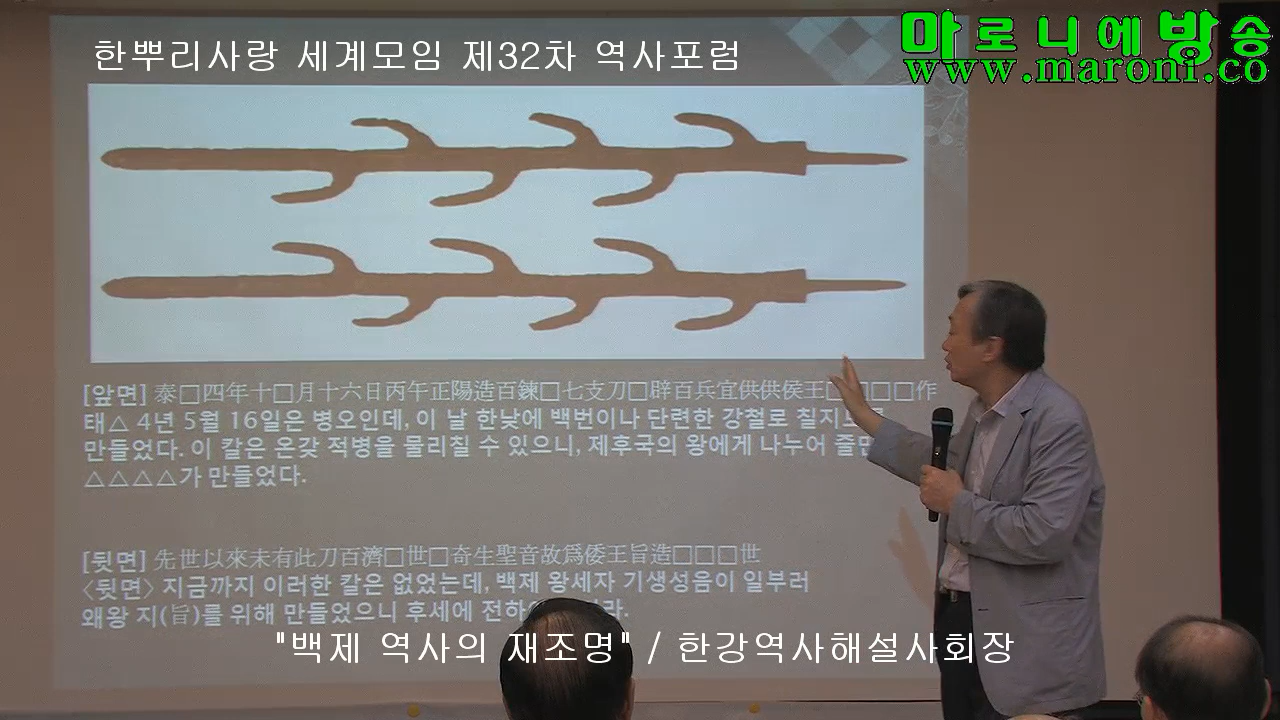 한뿌리사랑 세계모임 제32차 역사포럼
마로니에방송
www.maroni.co
[앞면] 泰□四年十□月十六日丙午正陽造百鍊□七支刀□辟百兵宜供供侯王□□□□作
태△ 4년 5월 16일은 병오인데, 이 날 한낮에 백번이나 단련한 강철로 칠지도
만들었다. 이 칼은 온갖 적병을 물리칠 수 있으니, 제후국의 왕에게 나누어 줄만
△△△△가 만들었다.
[뒷면] 先世以來未有此刀百濟□世□奇生聖音故爲倭王旨造□□□□世
〈뒷면〉 지금까지 이러한 칼은 없었는데, 백제 왕세자 기생성음이 일부러
왜왕 지(旨)를 위해 만들었으니 후세에 전하 라.
"백제 역사의 재조명" / 한강역사해설사회장